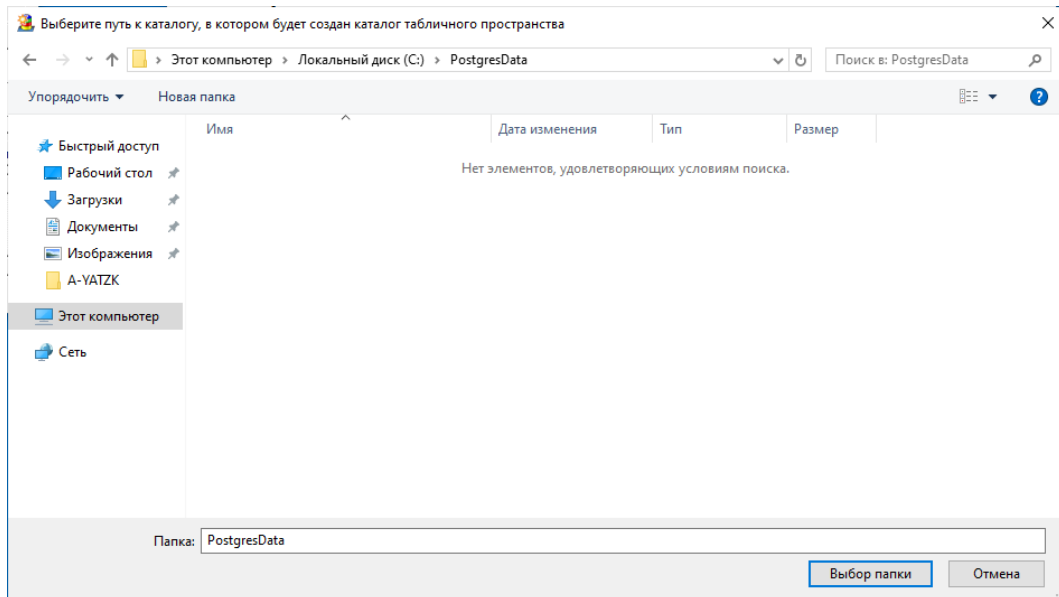 Выберите путь к каталогу, в котором будет создан каталог табличного пространства
Этот компьютер > Локальный диск (C:) > PostgresData
Поиск в: PostgresData
Упорядочить Новая папка
Имя Дата изменения Тип Размер
Нет элементов, удовлетворяющих условиям поиска.
Быстрый доступ
Рабочий стол
Загрузки
Документы
Изображения
A-YATZK
Этот компьютер
Сеть
Папка: PostgresData
Выбор папки Отмена